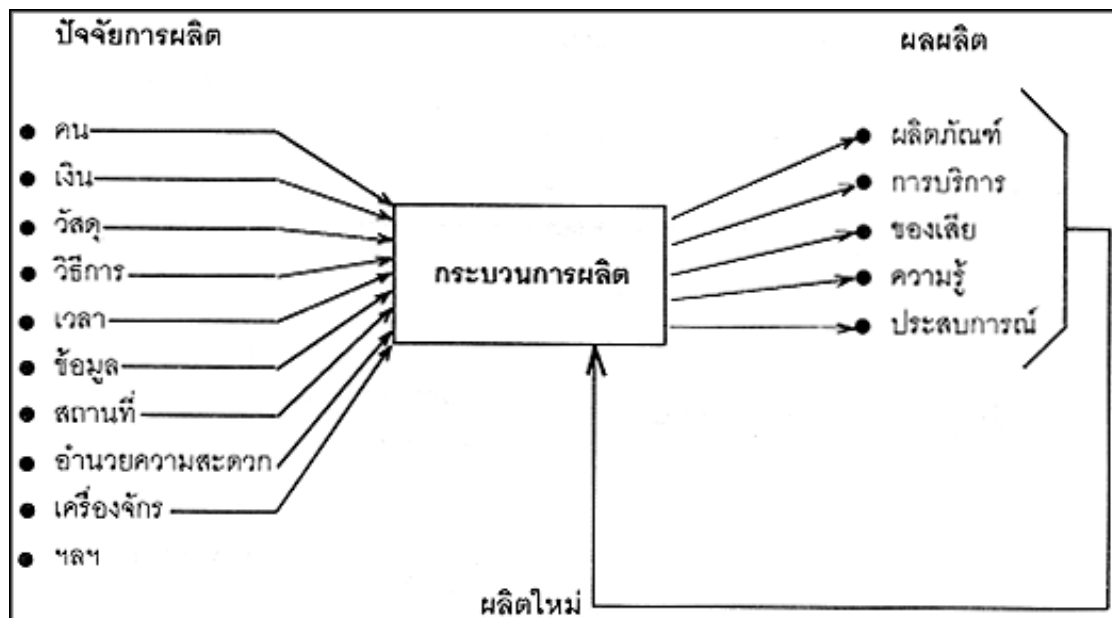 ปัจจัยการผลิต
คน
เงิน
วัสดุ
วิธีการ
เวลา
ข้อมูล
สถานที่
อำนวยความสะดวก
เครื่องจักร
ฯลฯ
กระบวนการผลิต
ผลผลิต
ผลิตภัณฑ์
การบริการ
ของเสีย
ความรู้
ประสบการณ์
ผลิตใหม่